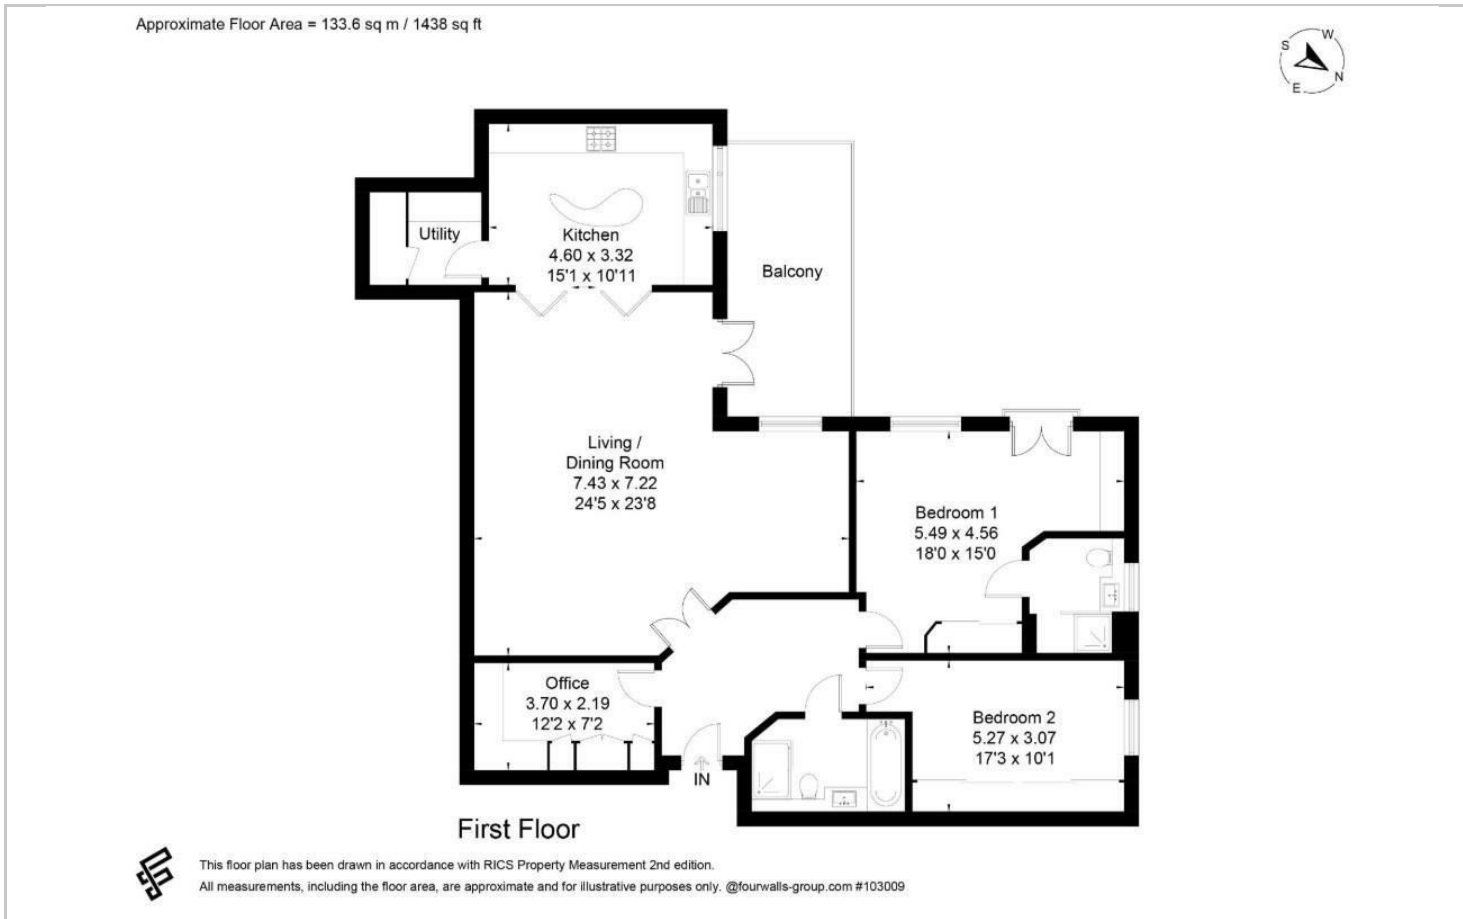 Approximate Floor Area = 133.6 sq m / 1438 sq ft
S
W
N
E
Utility
Kitchen
4.60 x 3.32
15'1 x 10'11
Balcony
Living /
Dining Room
7.43 x 7.22
24'5 x 23'8
Bedroom 1
5.49 x 4.56
18'0 x 15'0
Office
3.70 x 2.19
12'2 x 7'2
Bedroom 2
5.27 x 3.07
17'3 x 10'1
IN
First Floor
This floor plan has been drawn in accordance with RICS Property Measurement 2nd edition.
All measurements, including the floor area, are approximate and for illustrative purposes only. @fourwalls-group.com #103009